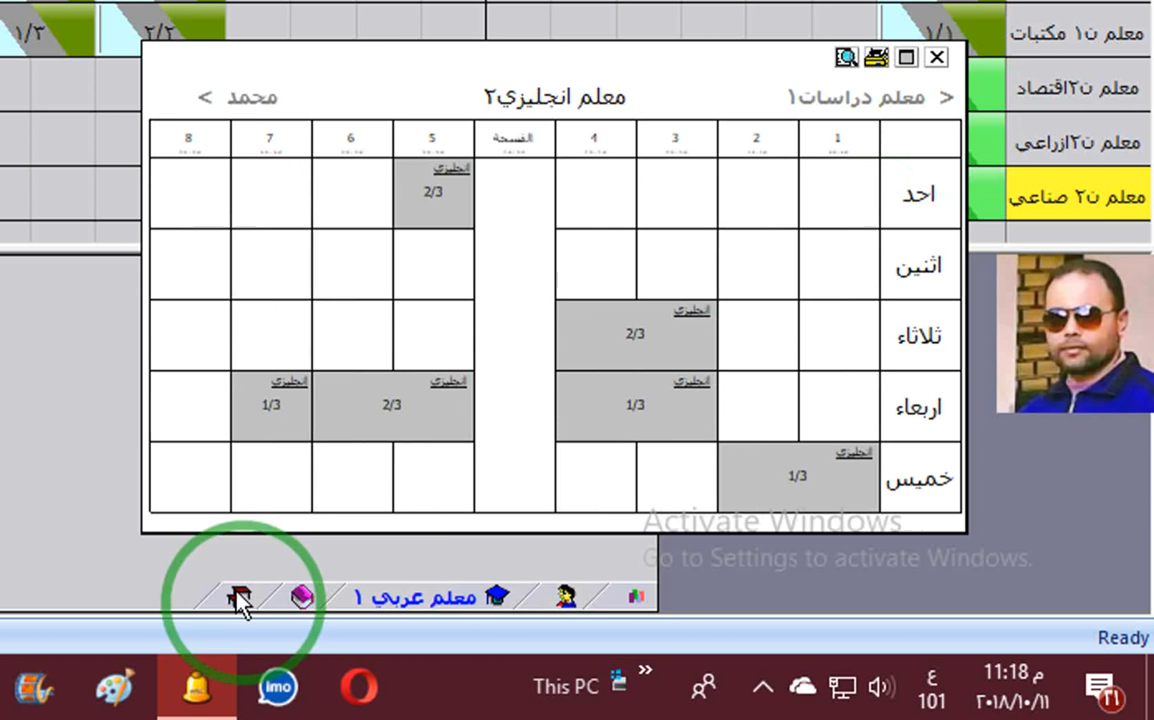 معلم ن١ مكتبات
١/١
٢/٢
١/٣
معلم ن٢اقتصاد
معلم ن٢زراعي
معلم ن٢ صناعي
< معلم دراسات١
معلم انجليزي٢
محمد >
1 2 3 4 الفسحة 5 6 7 8
احد
انجليزي
2/3
اثنين
ثلاثاء
انجليزي
2/3
اربعاء
انجليزي انجليزي انجليزي
1/3 2/3 1/3
خميس
انجليزي
1/3
Activate Windows
Go to Settings to activate Windows.
معلم عربي ١
Ready
imo
This PC
»
ع
101
11:18 م
٢٠١٨/١٠/١١
٢١